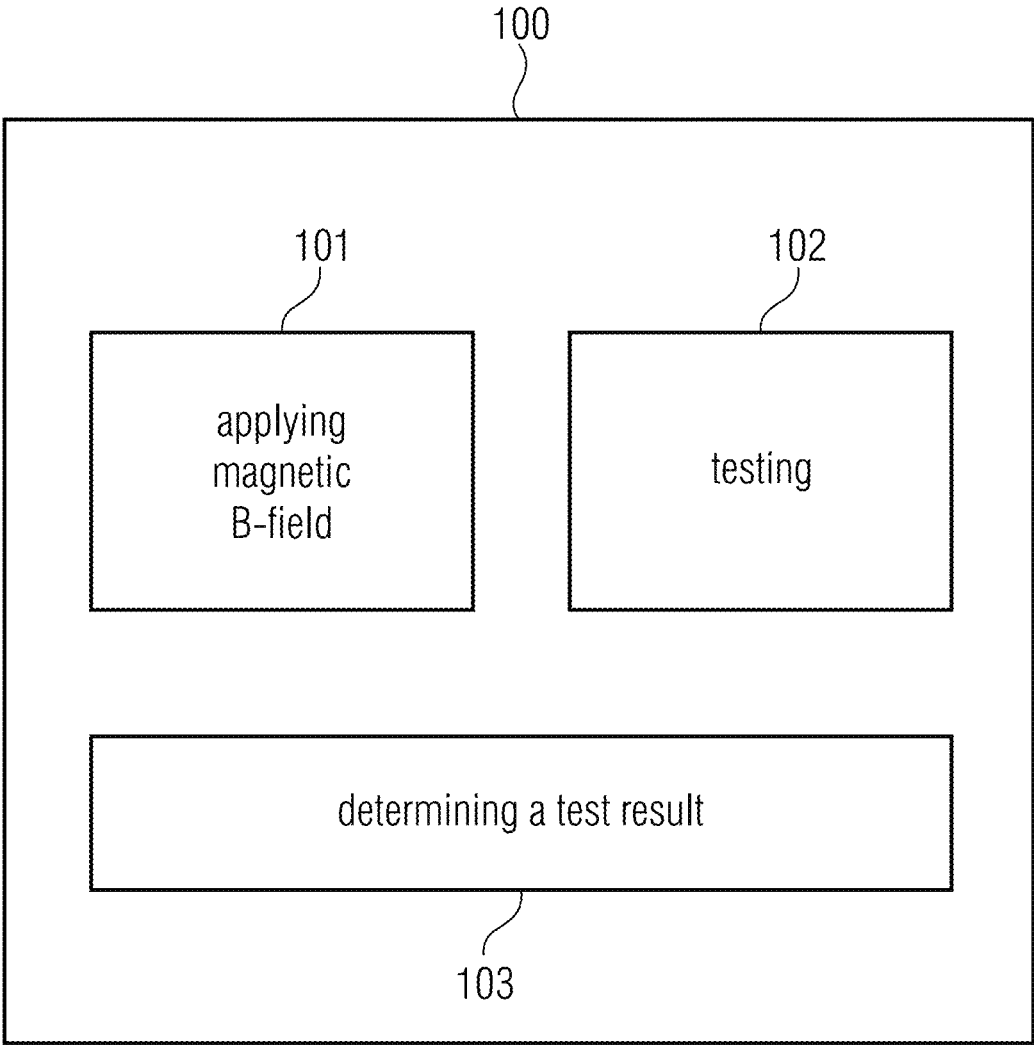 100
101
102
applying
magnetic
B-field
testing
determining a test result
103